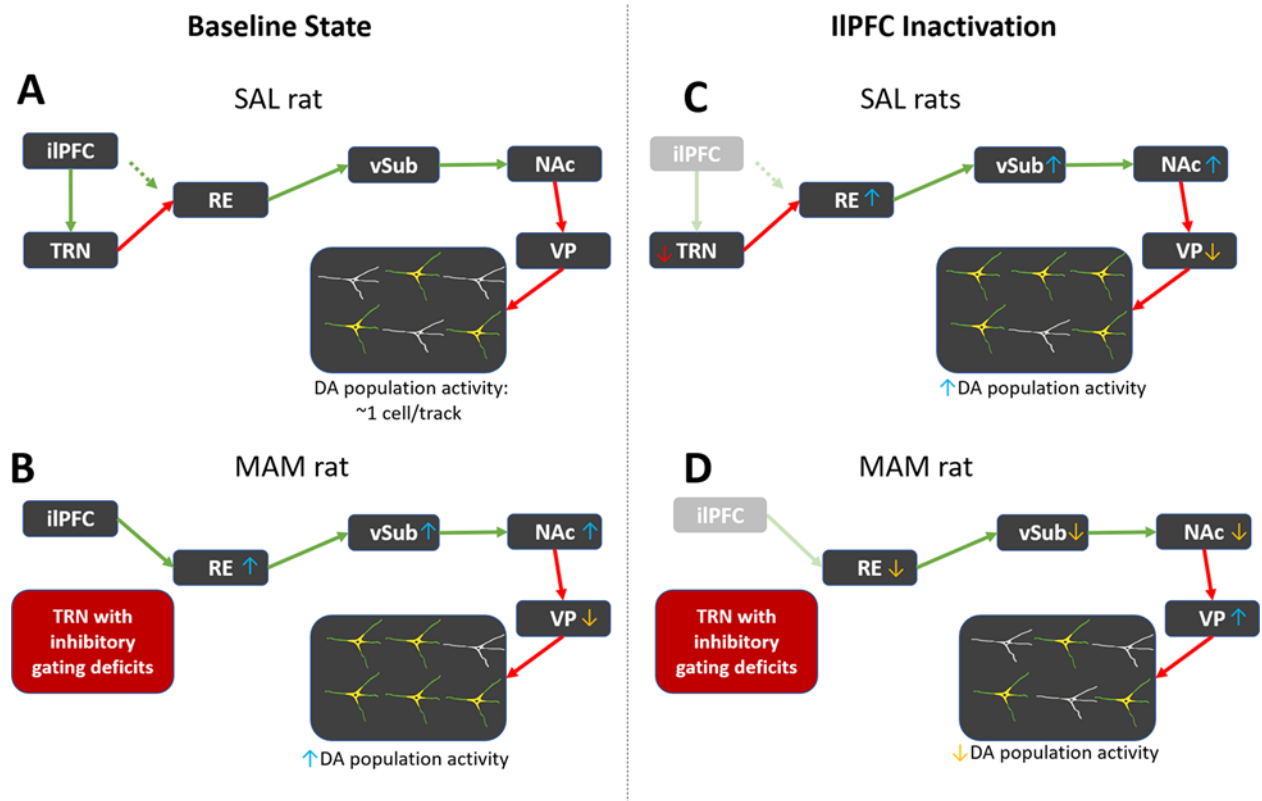 Baseline State
IlPFC Inactivation
A
SAL rat
ilPFC
vSub
NAc
RE
TRN
VP
DA population activity:
~1 cell/track
C
SAL rats
ilPFC
vSub↑
NAc↑
RE↑
↓TRN
VP↓
↑DA population activity
B
MAM rat
ilPFC
vSub↑
NAc↑
RE↑
TRN with
inhibitory
gating deficits
VP↓
↑DA population activity
D
MAM rat
ilPFC
vSub↓
NAc↓
RE↓
TRN with
inhibitory
gating deficits
VP↑
↓DA population activity